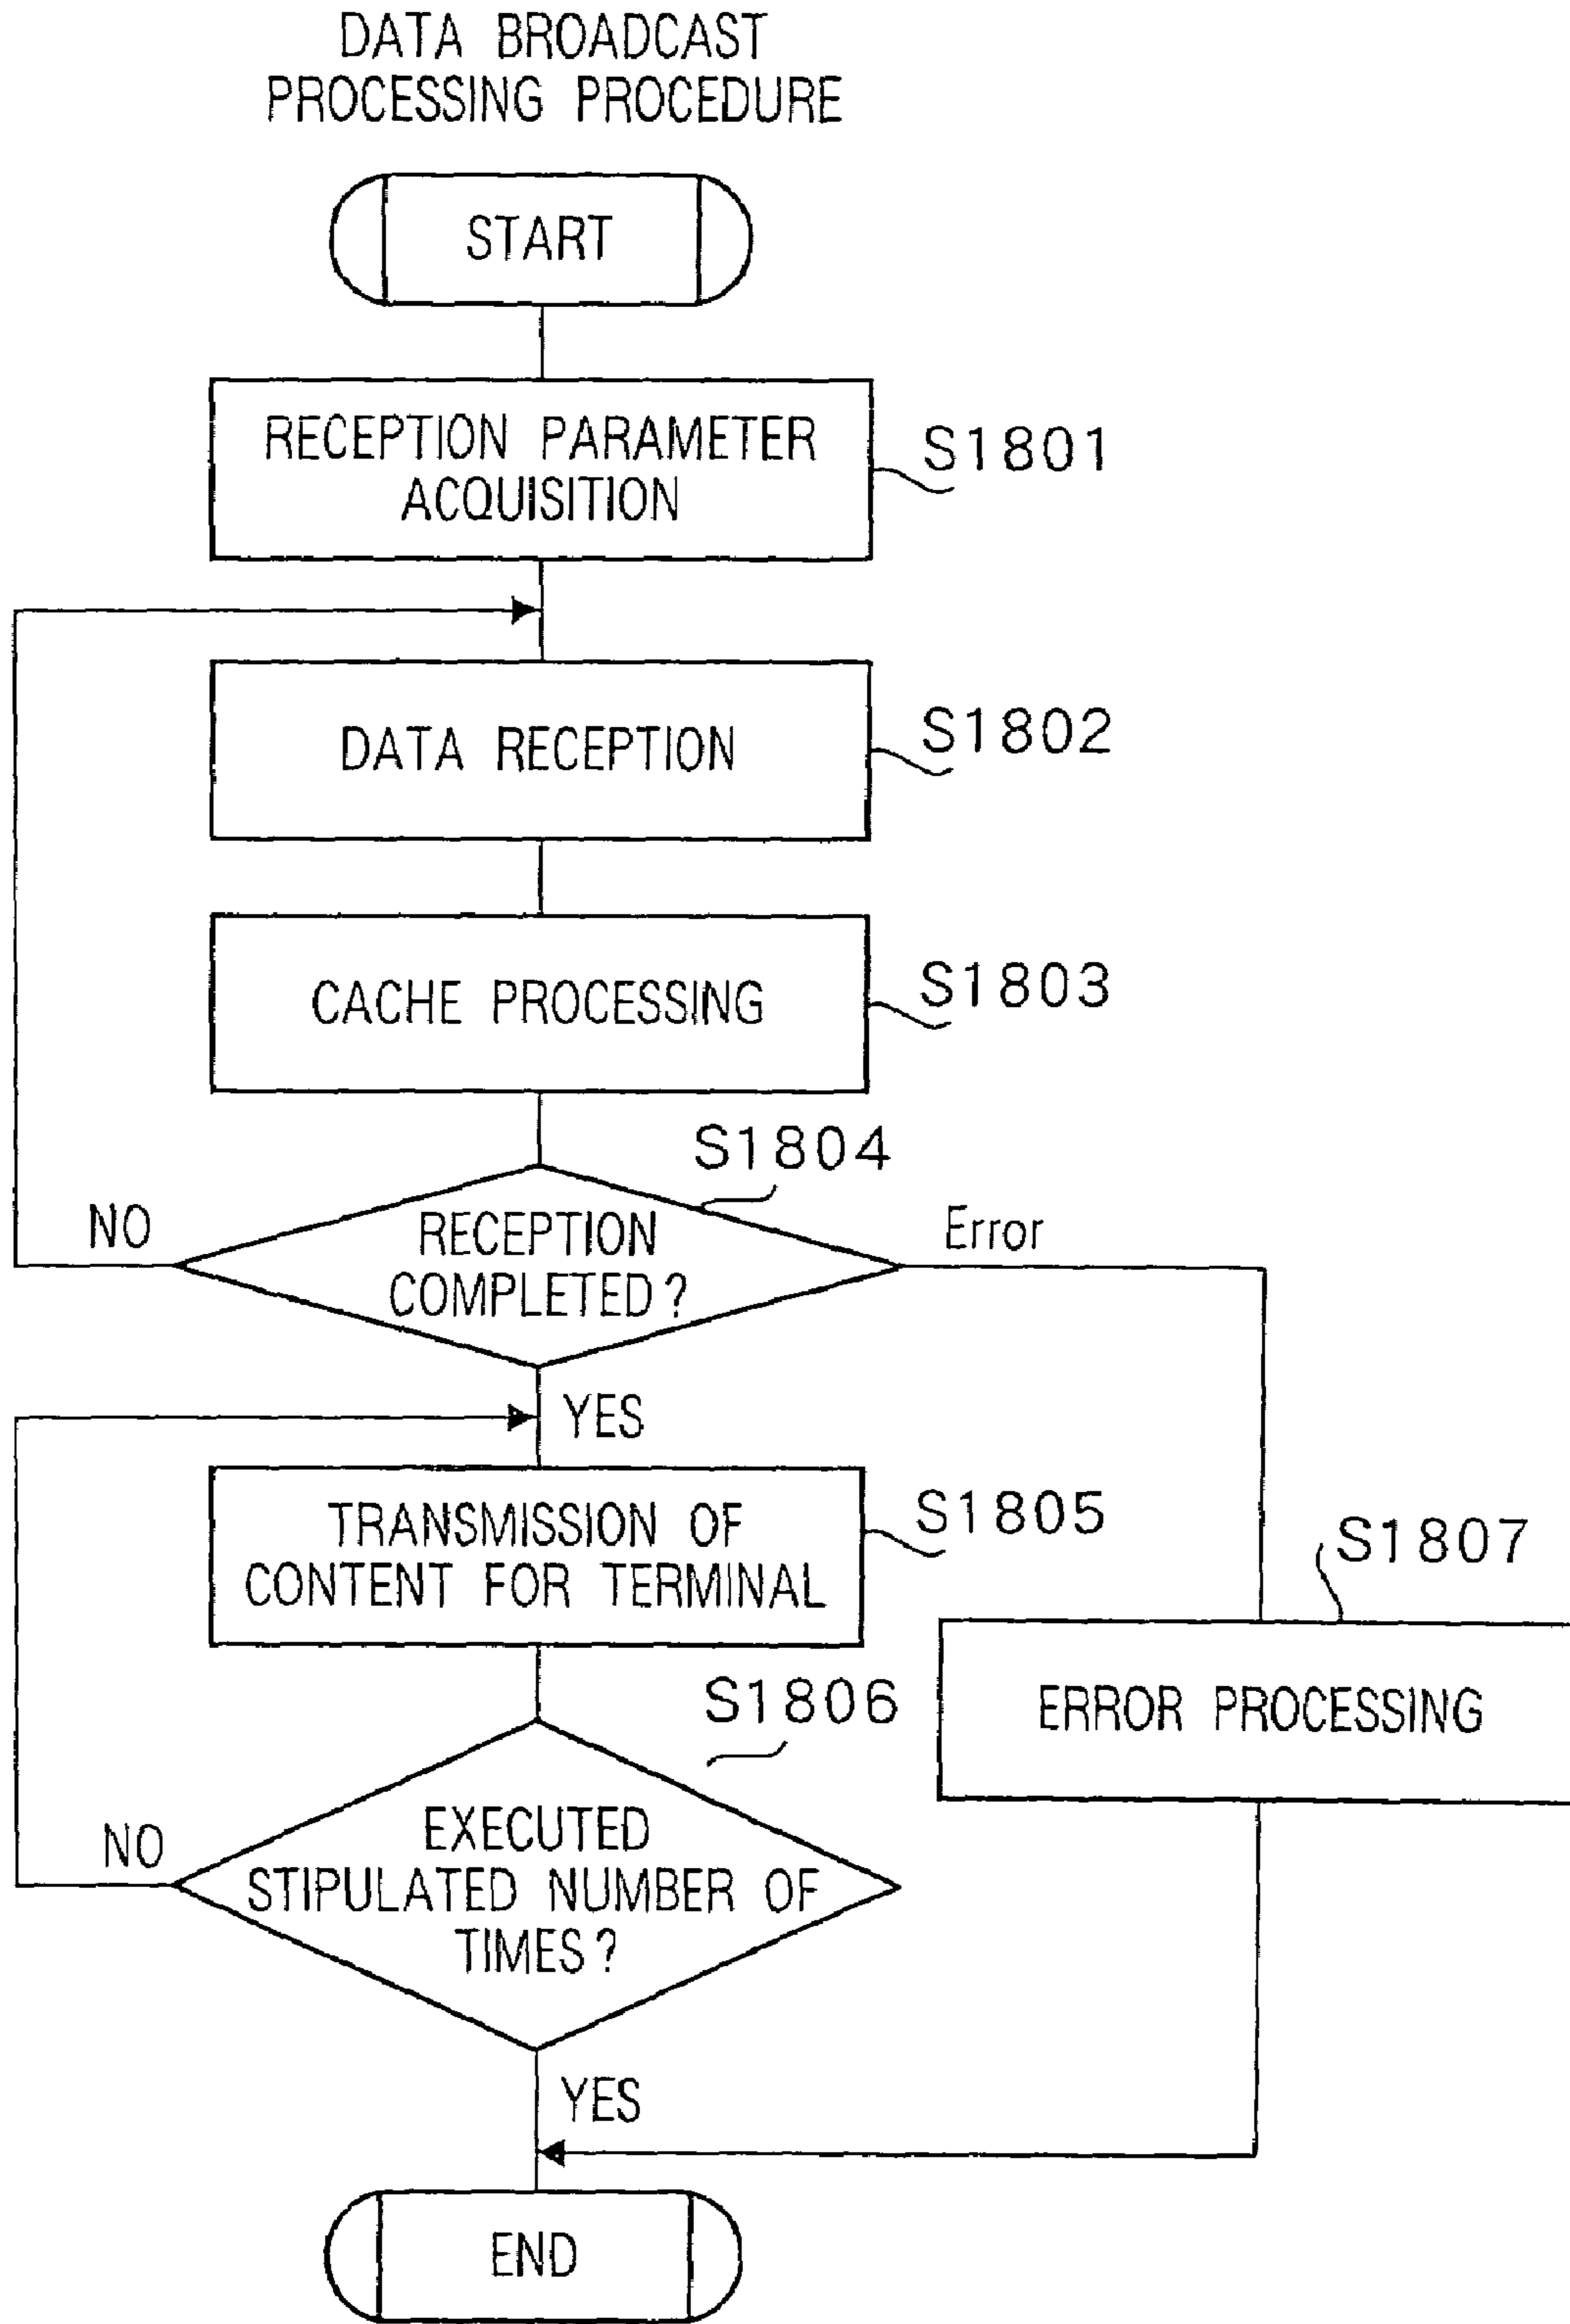 DATA BROADCAST
PROCESSING PROCEDURE
START
RECEPTION PARAMETER
ACQUISITION
S1801
DATA RECEPTION
S1802
CACHE PROCESSING
S1803
S1804
NO
RECEPTION
COMPLETED?
Error
YES
TRANSMISSION OF
CONTENT FOR TERMINAL
S1805
S1807
ERROR PROCESSING
S1806
NO
EXECUTED
STIPULATED NUMBER OF
TIMES?
YES
END